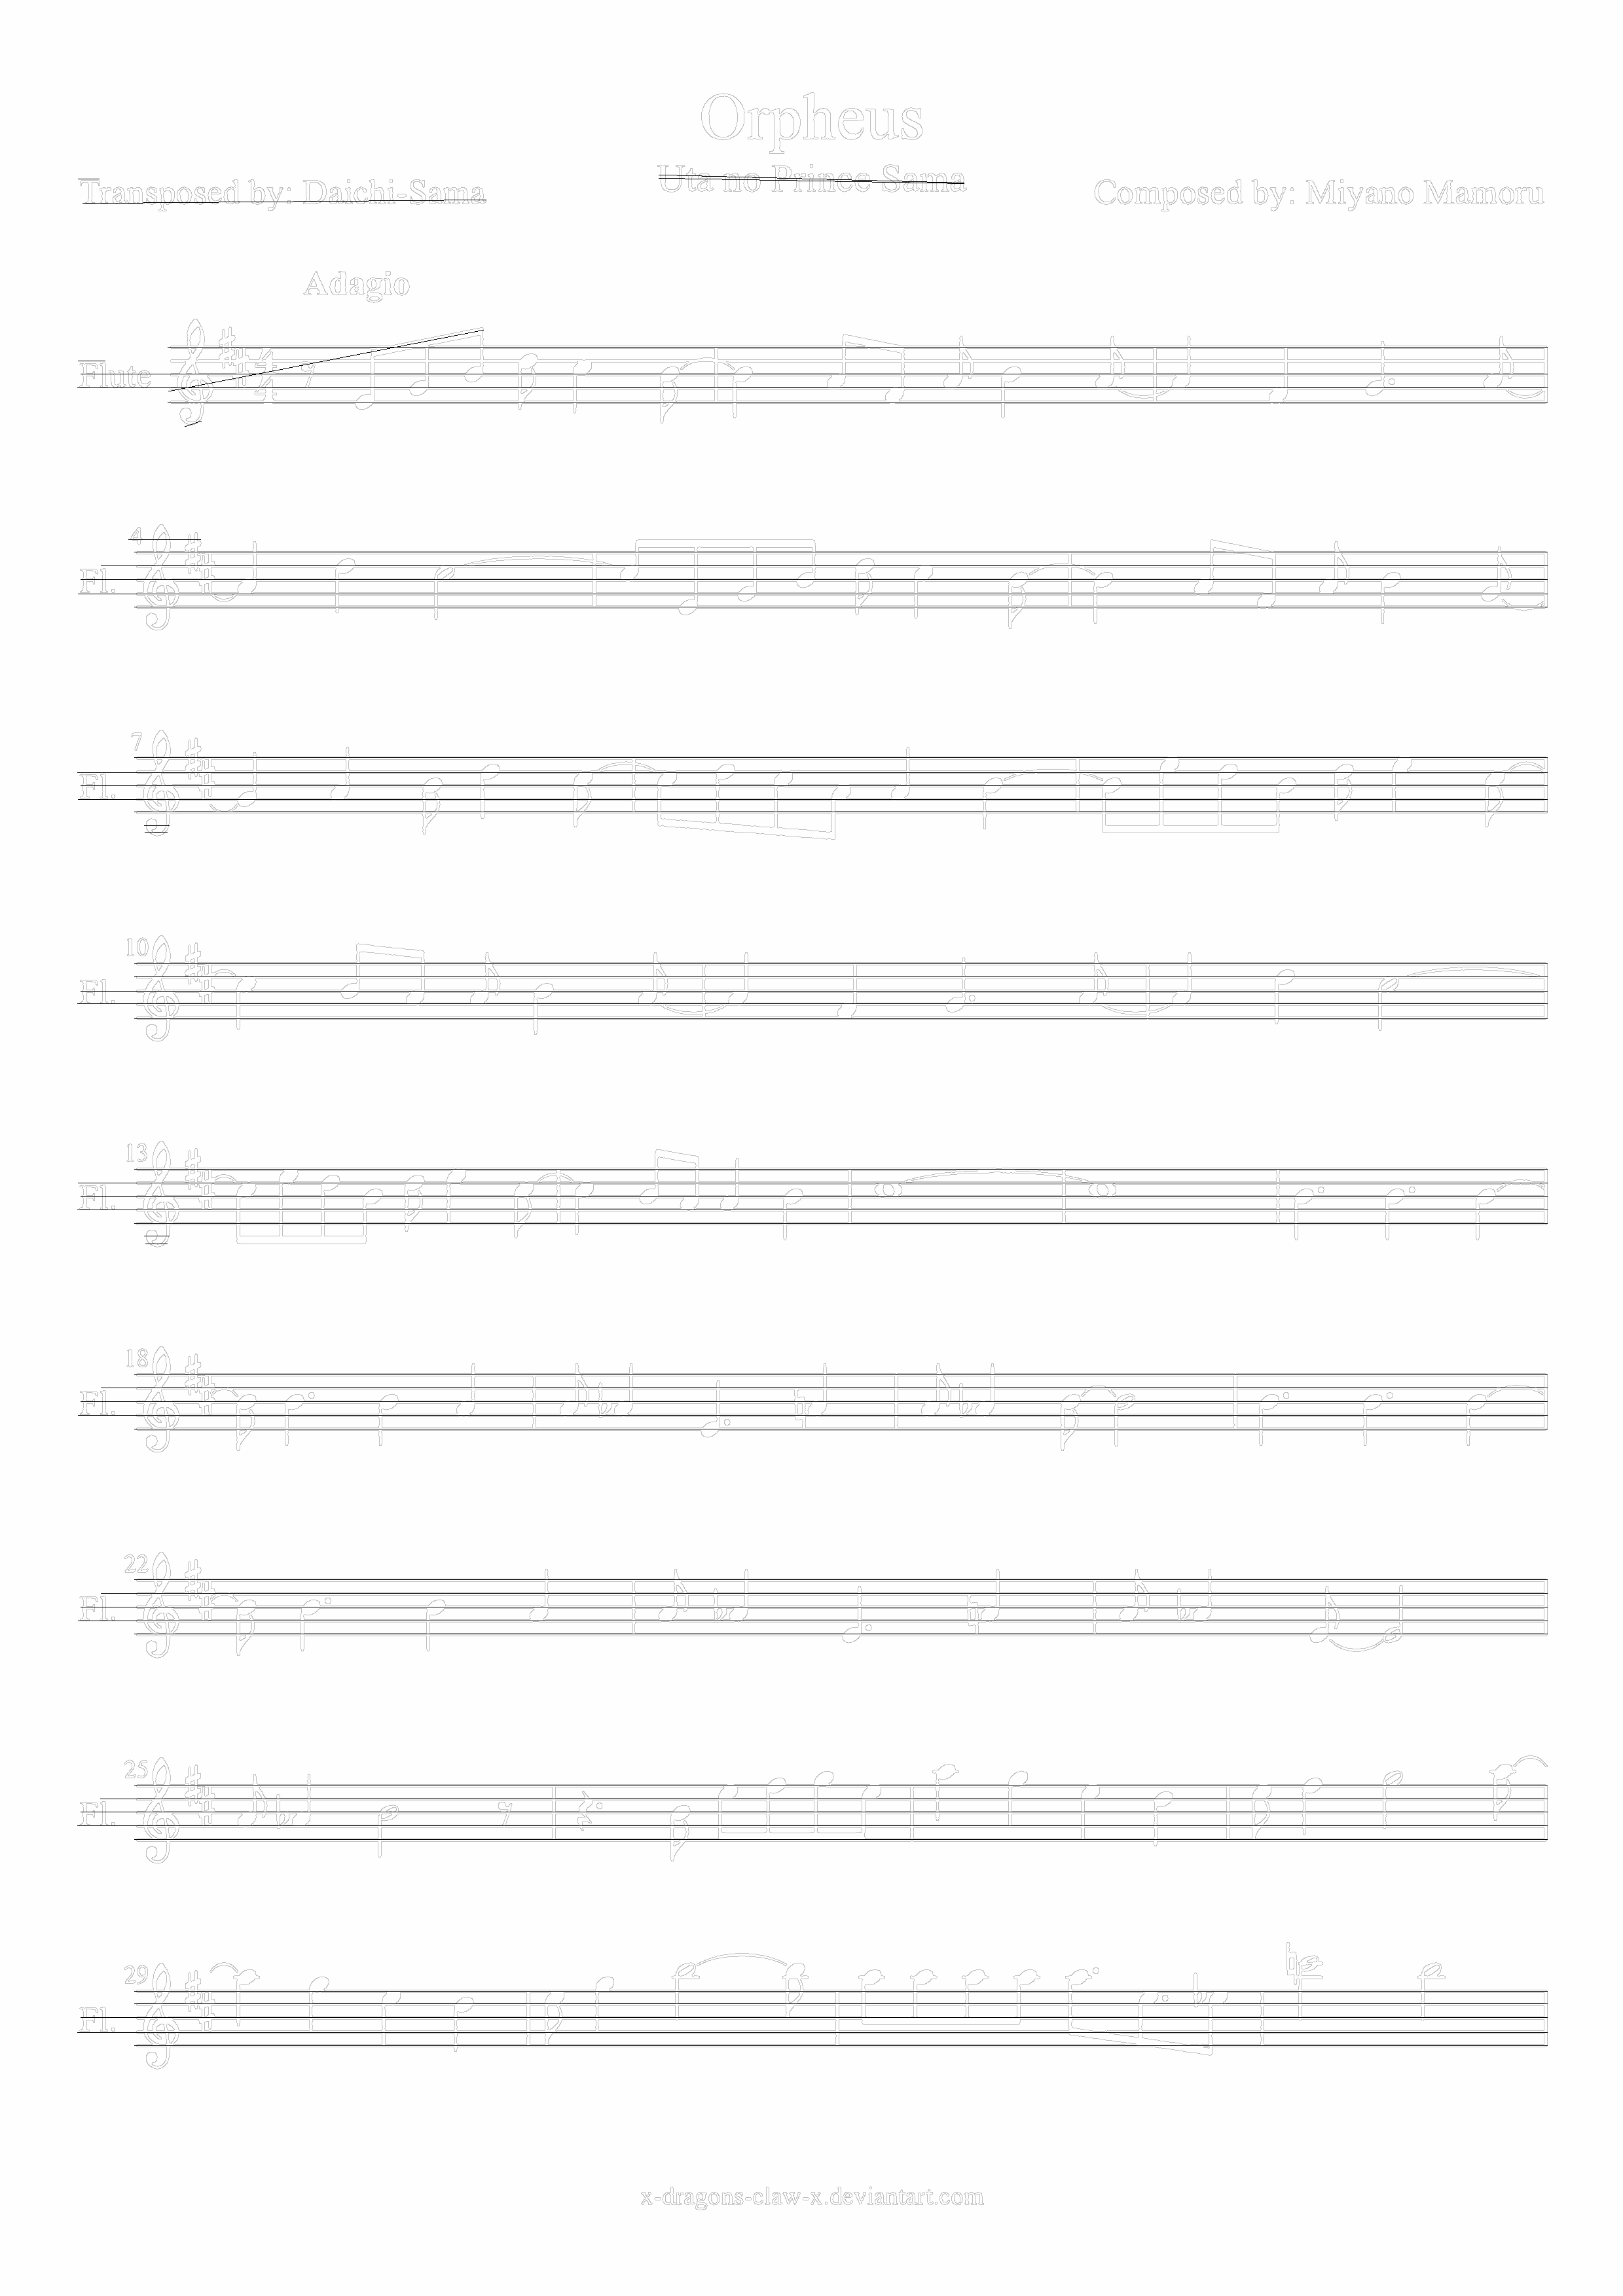 Orpheus
Uta no Prince Sama
Transposed by: Daichi-Sama
Composed by: Miyano Mamoru
Adagio
Flute
4
Fl.
7
Fl.
10
Fl.
13
Fl.
18
Fl.
22
Fl.
25
Fl.
29
Fl.
x-dragons-claw-x.deviantart.com